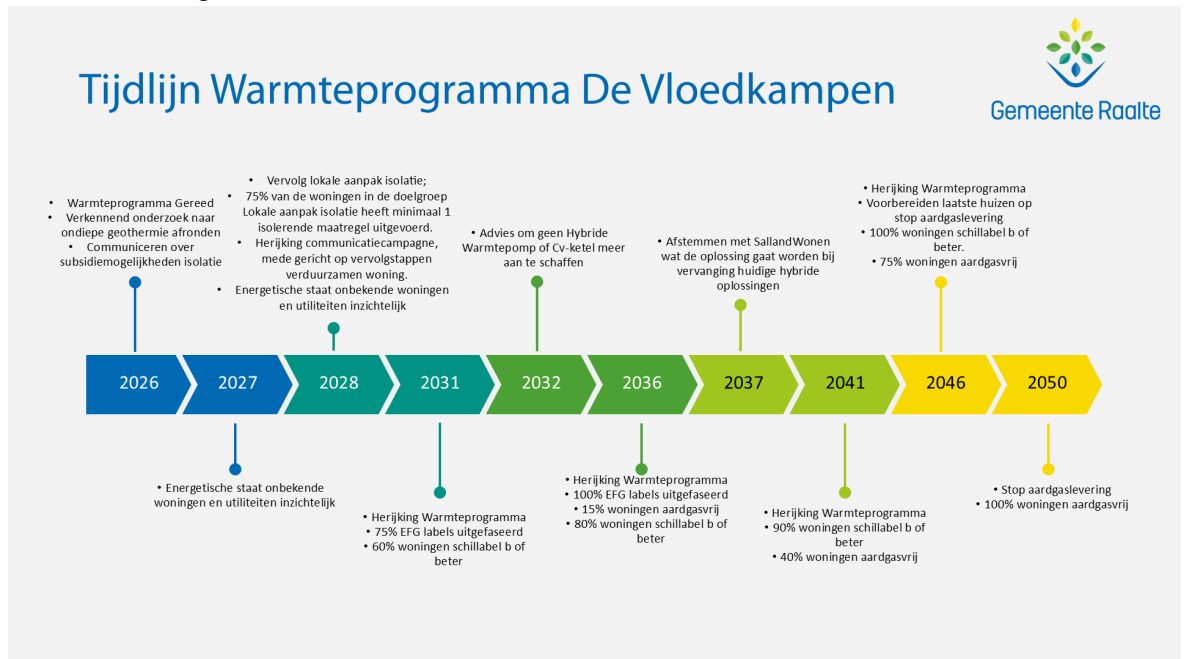 Tijdlijn Warmteprogramma De Vloedkampen
Gemeente Raalte
• Warmteprogramma Gereed
• Verkennend onderzoek naar
ondiepe geothermie afronden
• Communiceren over
subsidiemogelijkheden isolatie
• Vervolg lokale aanpak isolatie;
• 75% van de woningen in de doelgroep
Lokale aanpak isolatie heeft minimaal 1
isolerende maatregel uitgevoerd.
• Herijking communicatiecampagne,
mede gericht op vervolgstappen
verduurzamen woning.
• Energetische staat onbekende woningen
en utiliteiten inzichtelijk
• Advies om geen Hybride
Warmtepomp of Cv-ketel meer
aan te schaffen
• Afstemmen met SallandWonen
wat de oplossing gaat worden bij
vervanging huidige hybride
oplossingen
• Herijking Warmteprogramma
• Voorbereiden laatste huizen op
stop aardgaslevering
• 100% woningen schillabel b of
beter.
• 75% woningen aardgasvrij
2026
2027
2028
2031
2032
2036
2037
2041
2046
2050
• Energetische staat onbekende
woningen en utiliteiten inzichtelijk
• Herijking Warmteprogramma
• 75% EFG labels uitgefaseerd
• 60% woningen schillabel b of
beter
• Herijking Warmteprogramma
• 100% EFG labels uitgefaseerd
• 15% woningen aardgasvrij
• 80% woningen schillabel b of
beter
• Herijking Warmteprogramma
• 90% woningen schillabel b of
beter
• 40% woningen aardgasvrij
• Stop aardgaslevering
• 100% woningen aardgasvrij